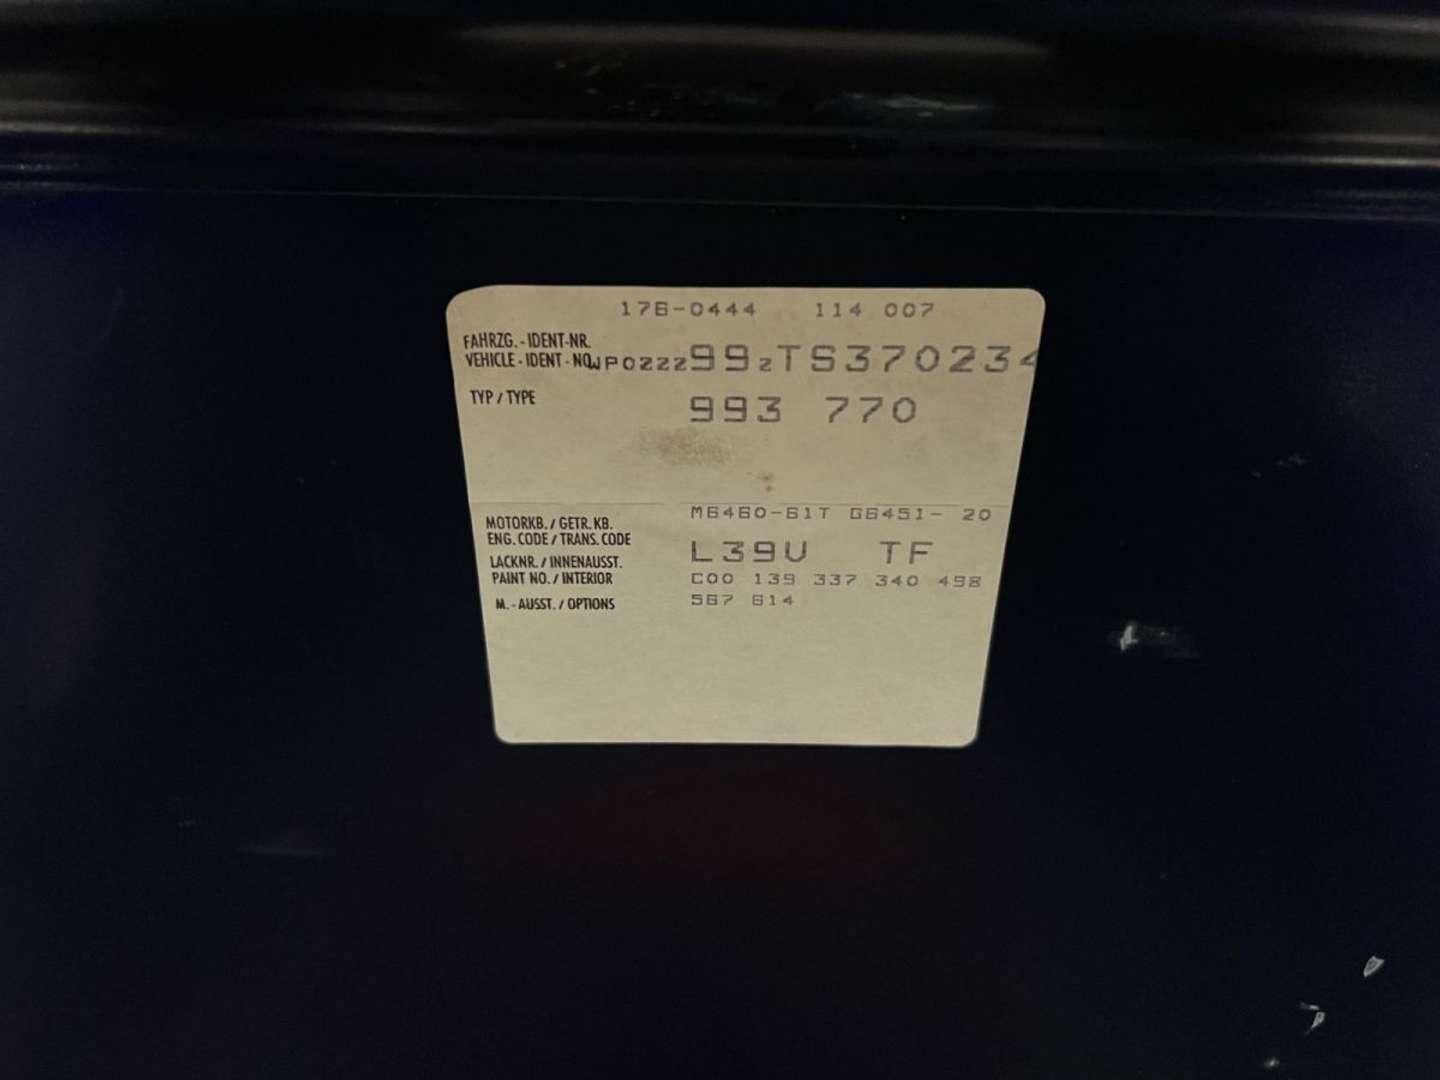 176-0444 114 007
FAHRZG.-IDENT-NR.
VEHICLE-IDENT-NO. WP0ZZZ99ZTS370234
TYP/TYPE 993 770
MOTORKB./GETR.KB. M6460-61T G6451-20
ENG.CODE/TRANS.CODE
LACKNR./INNENAUSST. L39U TF
PAINT NO./INTERIOR C00 139 337 340 498
M.-AUSST./OPTIONS 567 614